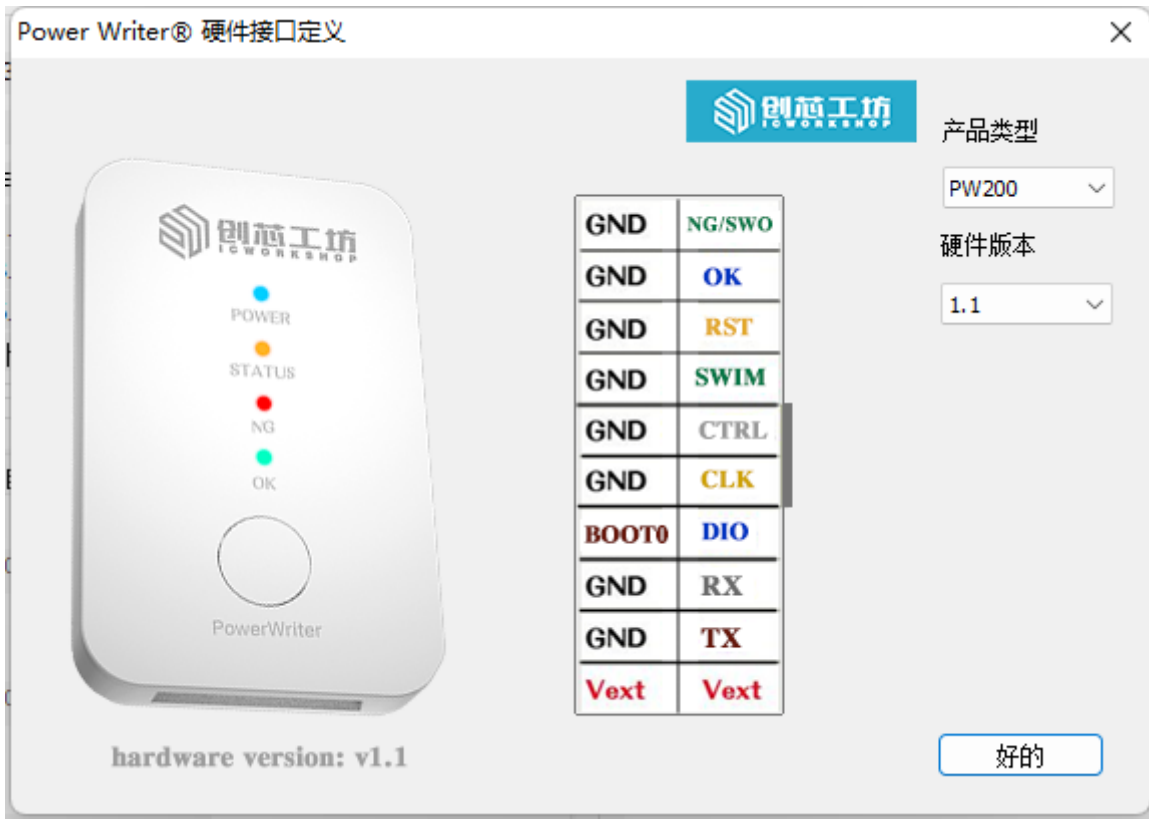 Power Writer® 硬件接口定义
创芯工坊
ICWORKSHOP
产品类型
PW200
硬件版本
1.1
创芯工坊
ICWORKSHOP
POWER
STATUS
NG
OK
PowerWriter
hardware version: v1.1
GND NG/SWO
GND OK
GND RST
GND SWIM
GND CTRL
GND CLK
BOOT0 DIO
GND RX
GND TX
Vext Vext
好的